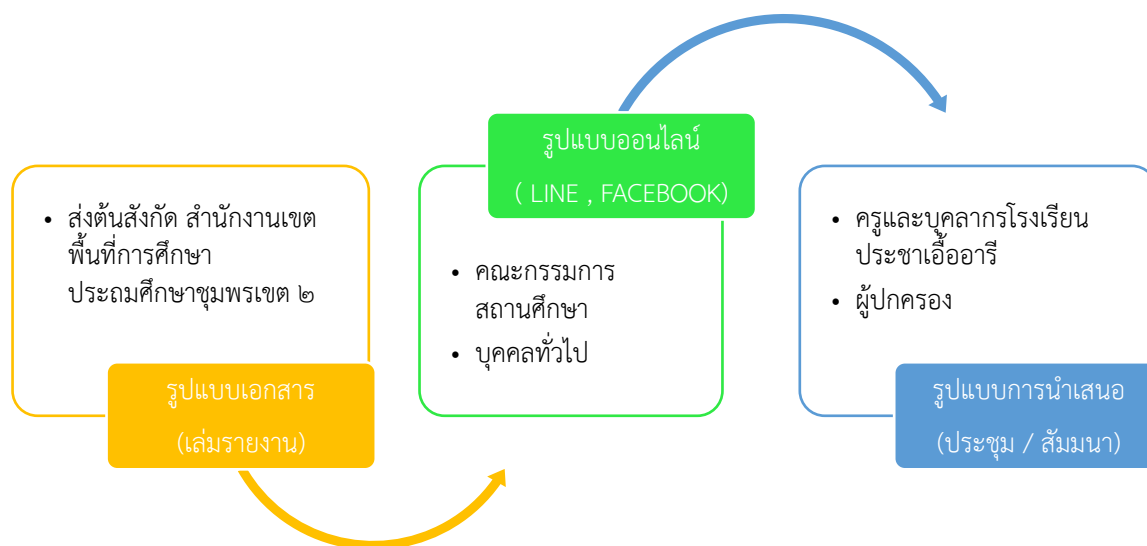 • ส่งต้นสังกัด สำนักงานเขต
พื้นที่การศึกษา
ประถมศึกษาชุมพรเขต ๒
รูปแบบเอกสาร
(เล่มรายงาน)
รูปแบบออนไลน์
( LINE , FACEBOOK)
• คณะกรรมการ
สถานศึกษา
• บุคคลทั่วไป
• ครูและบุคลากรโรงเรียน
ประชาเอื้ออารี
• ผู้ปกครอง
รูปแบบการนำเสนอ
(ประชุม / สัมมนา)